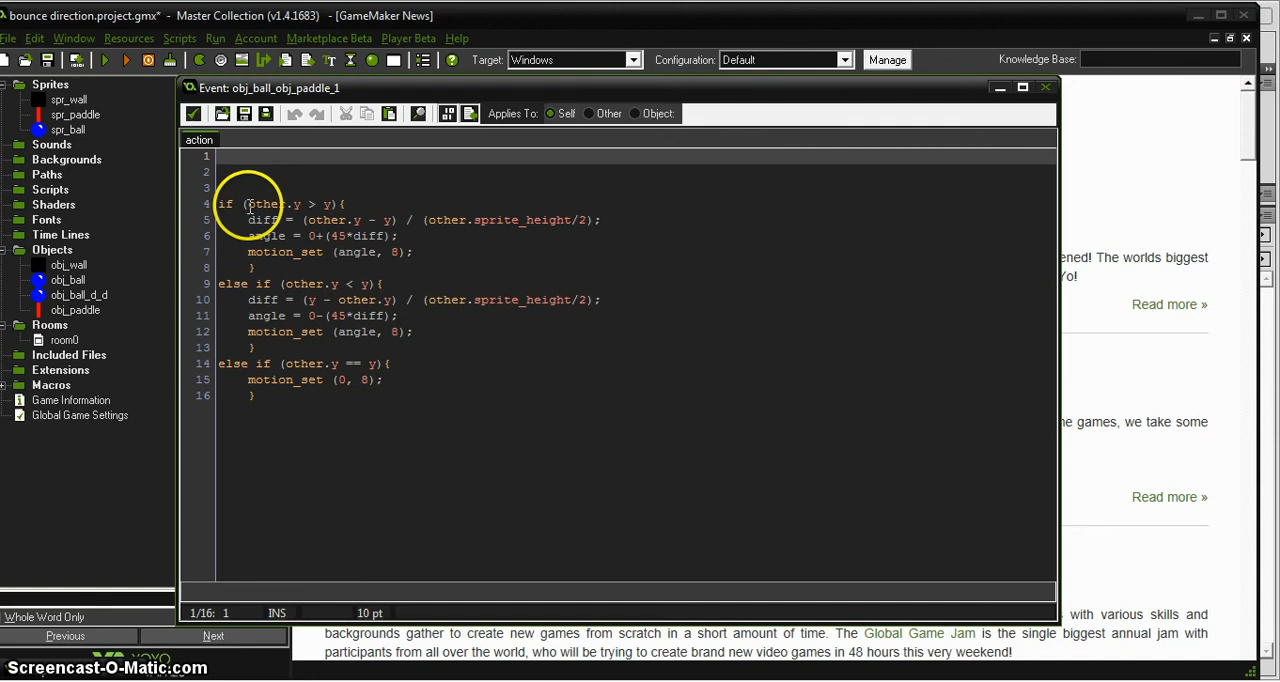 bounce direction.project.gmx* - Master Collection (v1.4.1683) - [GameMaker News]
File Edit Window Resources Scripts Run Account Marketplace Beta Player Beta Help
Target: Windows Configuration: Default Manage Knowledge Base:
Sprites
spr_wall
spr_paddle
spr_ball
Sounds
Backgrounds
Paths
Scripts
Shaders
Fonts
Time Lines
Objects
obj_wall
obj_ball
obj_ball_d_d
obj_paddle
Rooms
room0
Included Files
Extensions
Macros
Game Information
Global Game Settings
Whole Word Only
Previous Next
Event: obj_ball_obj_paddle_1
Applies To: Self Other Object:
action
1
2
3
4 if (other.y > y){
5 diff = (other.y - y) / (other.sprite_height/2);
6 angle = 0+(45*diff);
7 motion_set (angle, 8);
8 }
9 else if (other.y < y){
10 diff = (y - other.y) / (other.sprite_height/2);
11 angle = 0-(45*diff);
12 motion_set (angle, 8);
13 }
14 else if (other.y == y){
15 motion_set (0, 8);
16 }
1/16: 1 INS 10 pt
ened! The worlds biggest
Yo!
Read more »
me games, we take some
Read more »
with various skills and
backgrounds gather to create new games from scratch in a short amount of time. The Global Game Jam is the single biggest annual jam with
participants from all over the world, who will be trying to create brand new video games in 48 hours this very weekend!
YOYO
Screencast-O-Matic.com